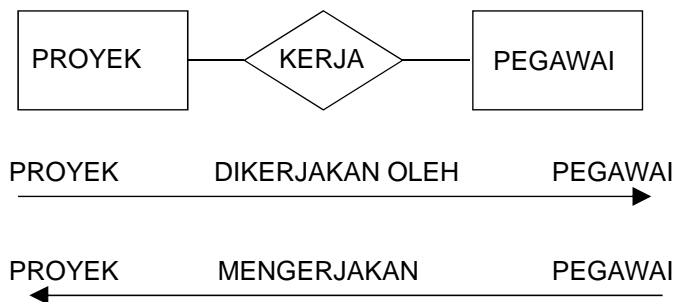 PROYEK KERJA PEGAWAI
PROYEK DIKERJAKAN OLEH PEGAWAI
PROYEK MENGERJAKAN PEGAWAI